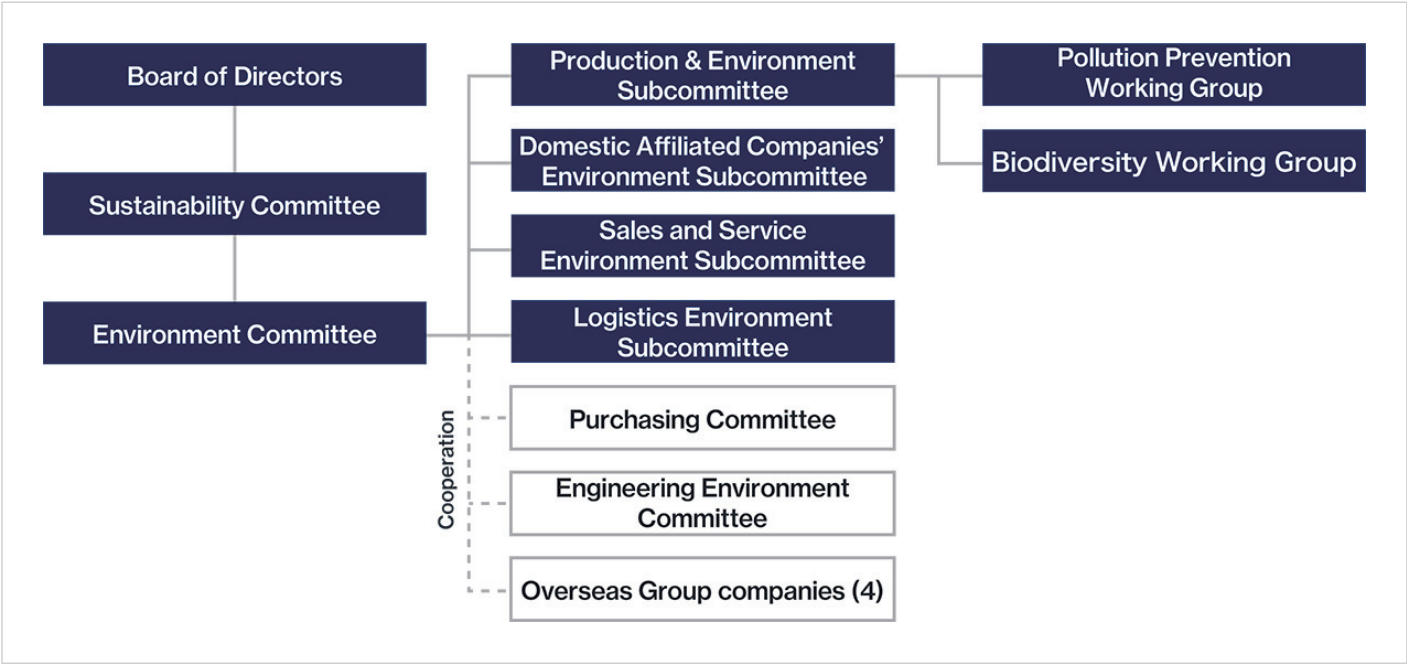 Board of Directors
Sustainability Committee
Environment Committee
Production & Environment
Subcommittee
Domestic Affiliated Companies’
Environment Subcommittee
Sales and Service
Environment Subcommittee
Logistics Environment
Subcommittee
Cooperation
Purchasing Committee
Engineering Environment
Committee
Overseas Group companies (4)
Pollution Prevention
Working Group
Biodiversity Working Group